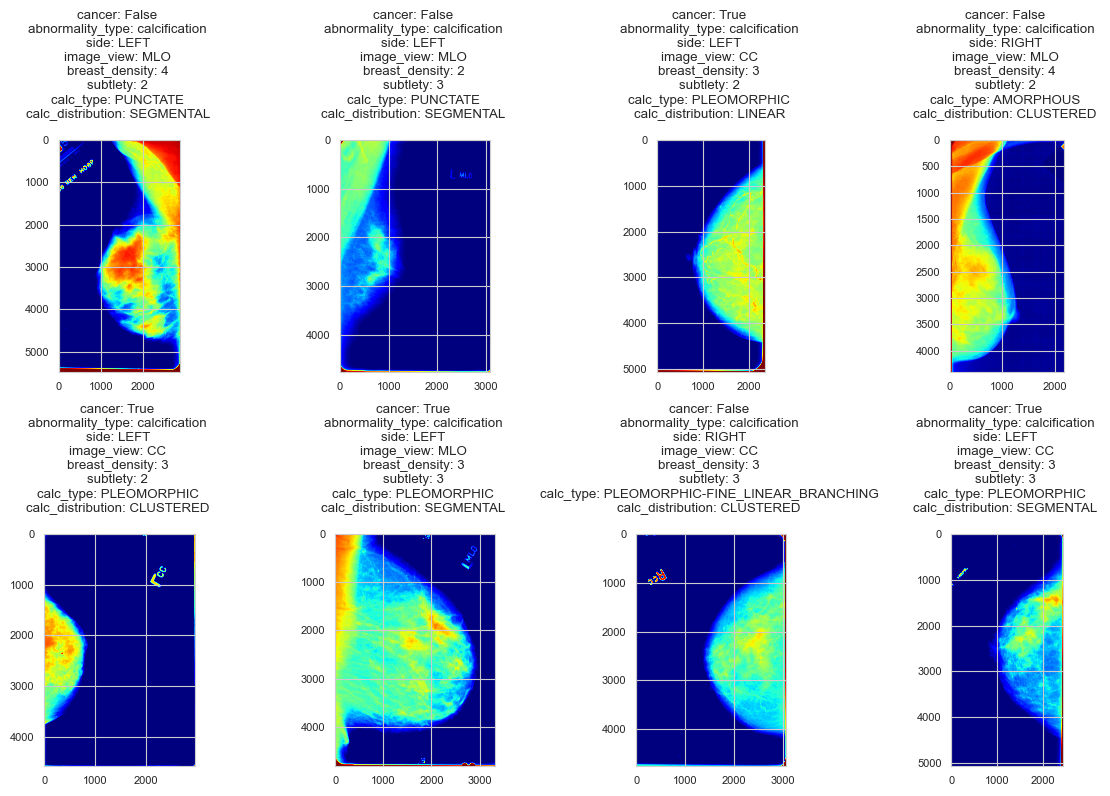 cancer: False
abnormality_type: calcification
side: LEFT
image_view: MLO
breast_density: 4
subtlety: 2
calc_type: PUNCTATE
calc_distribution: SEGMENTAL
0
1000
2000
3000
4000
5000
0
1000
2000
cancer: False
abnormality_type: calcification
side: LEFT
image_view: MLO
breast_density: 2
subtlety: 3
calc_type: PUNCTATE
calc_distribution: SEGMENTAL
0
1000
2000
3000
4000
MLO
0
1000
2000
3000
cancer: True
abnormality_type: calcification
side: LEFT
image_view: CC
breast_density: 3
subtlety: 2
calc_type: PLEOMORPHIC
calc_distribution: LINEAR
0
1000
2000
3000
4000
5000
0
1000
2000
cancer: False
abnormality_type: calcification
side: RIGHT
image_view: MLO
breast_density: 4
subtlety: 2
calc_type: AMORPHOUS
calc_distribution: CLUSTERED
0
500
1000
1500
2000
2500
3000
3500
4000
0
1000
2000
cancer: True
abnormality_type: calcification
side: LEFT
image_view: CC
breast_density: 3
subtlety: 2
calc_type: PLEOMORPHIC
calc_distribution: CLUSTERED
0
1000
2000
3000
4000
L CC
0
1000
2000
cancer: True
abnormality_type: calcification
side: LEFT
image_view: MLO
breast_density: 3
subtlety: 3
calc_type: PLEOMORPHIC
calc_distribution: SEGMENTAL
0
1000
2000
3000
4000
L MLO
0
1000
2000
3000
cancer: False
abnormality_type: calcification
side: RIGHT
image_view: CC
breast_density: 3
subtlety: 3
calc_type: PLEOMORPHIC-FINE_LINEAR_BRANCHING
calc_distribution: CLUSTERED
0
1000
2000
3000
4000
0
1000
2000
3000
cancer: True
abnormality_type: calcification
side: LEFT
image_view: CC
breast_density: 3
subtlety: 3
calc_type: PLEOMORPHIC
calc_distribution: SEGMENTAL
0
1000
2000
3000
4000
5000
0
1000
2000